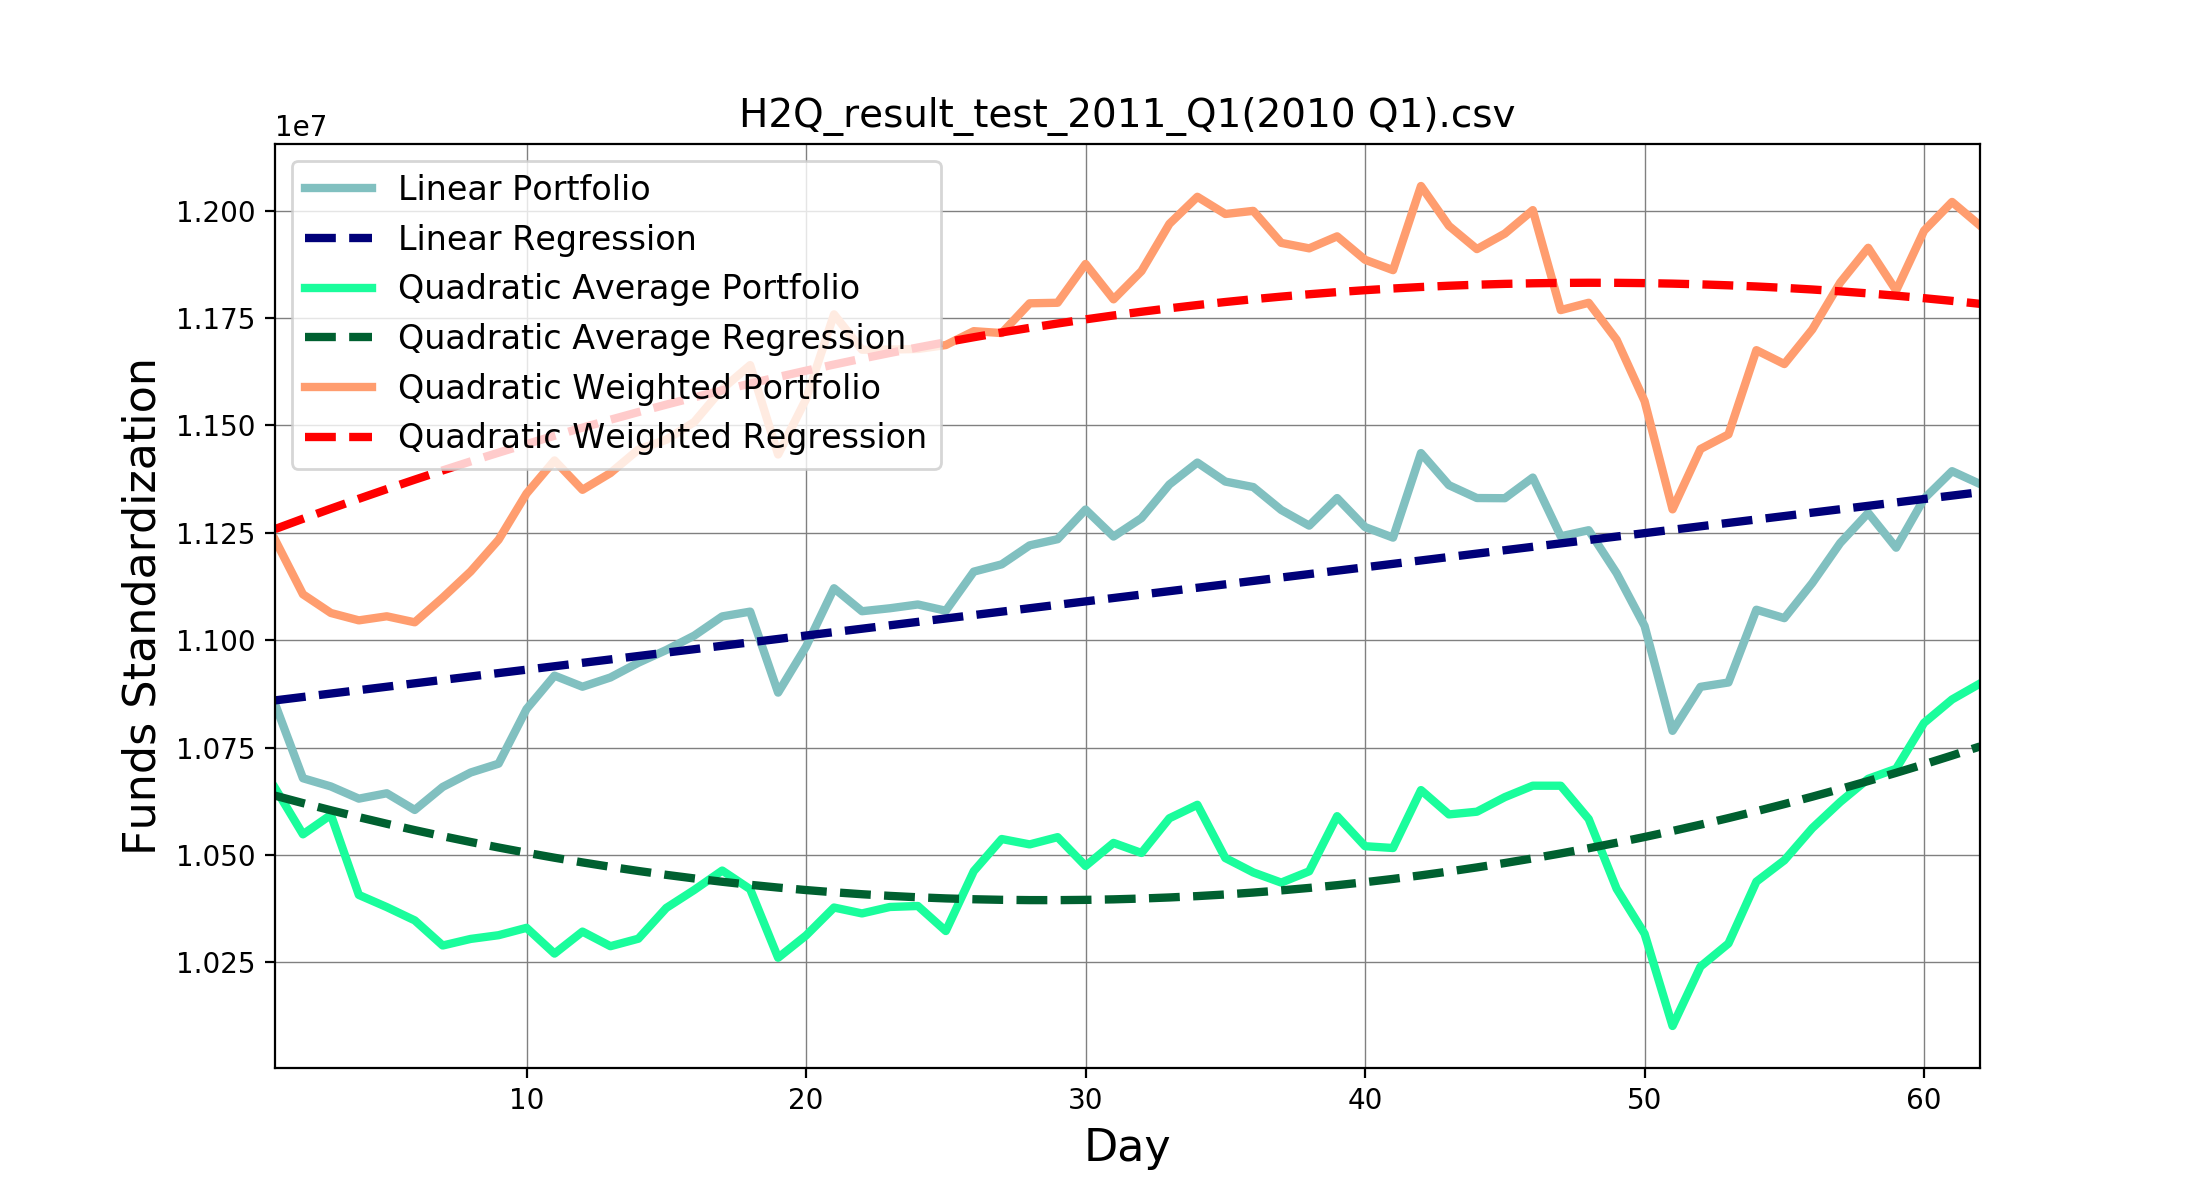 H2Q_result_test_2011_Q1(2010 Q1).csv
1e7
Linear Portfolio
Linear Regression
Quadratic Average Portfolio
Quadratic Average Regression
Quadratic Weighted Portfolio
Quadratic Weighted Regression
1.200
1.175
1.150
1.125
1.100
1.075
1.050
1.025
Funds Standardization
10 20 30 40 50 60
Day